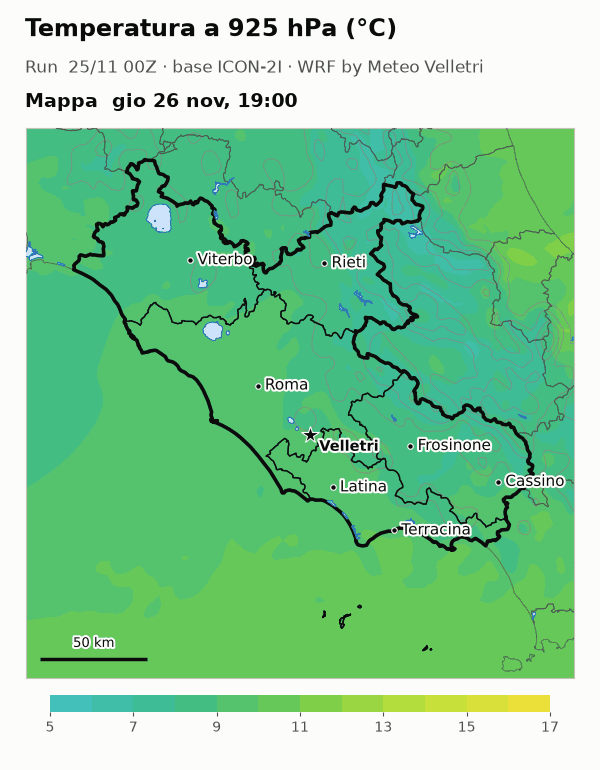 Temperatura a 925 hPa (°C)
Run  25/11 00Z · base ICON-2I · WRF by Meteo Velletri
Mappa  gio 26 nov, 19:00
Viterbo
Rieti
Roma
Velletri
Frosinone
Cassino
Latina
Terracina
50 km
5 7 9 11 13 15 17